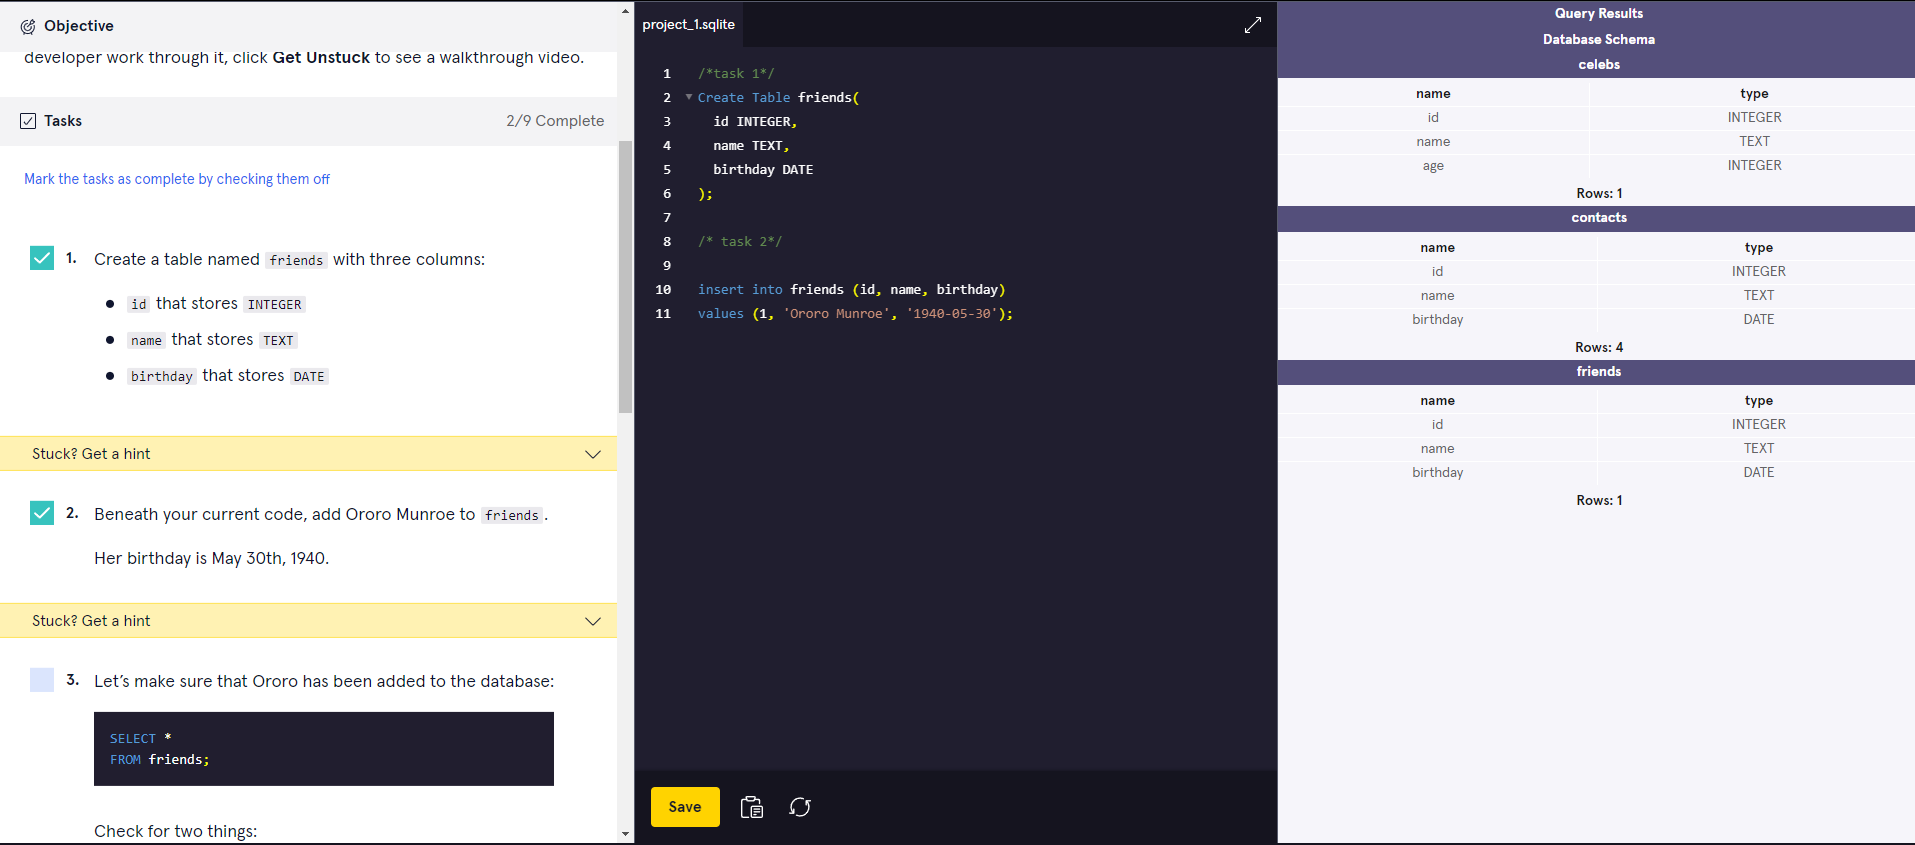 Objective
developer work through it, click Get Unstuck to see a walkthrough video.
Tasks
2/9 Complete
Mark the tasks as complete by checking them off
1. Create a table named friends with three columns:
id that stores INTEGER
name that stores TEXT
birthday that stores DATE
Stuck? Get a hint
2. Beneath your current code, add Ororo Munroe to friends.
Her birthday is May 30th, 1940.
Stuck? Get a hint
3. Let’s make sure that Ororo has been added to the database:
SELECT *
FROM friends;
Check for two things:
project_1.sqlite
1 /*task 1*/
2 Create Table friends(
3 id INTEGER,
4 name TEXT,
5 birthday DATE
6 );
7
8 /* task 2*/
9
10 insert into friends (id, name, birthday)
11 values (1, 'Ororo Munroe', '1940-05-30');
Save
Query Results
Database Schema
celebs
name type
id INTEGER
name TEXT
age INTEGER
Rows: 1
contacts
name type
id INTEGER
name TEXT
birthday DATE
Rows: 4
friends
name type
id INTEGER
name TEXT
birthday DATE
Rows: 1